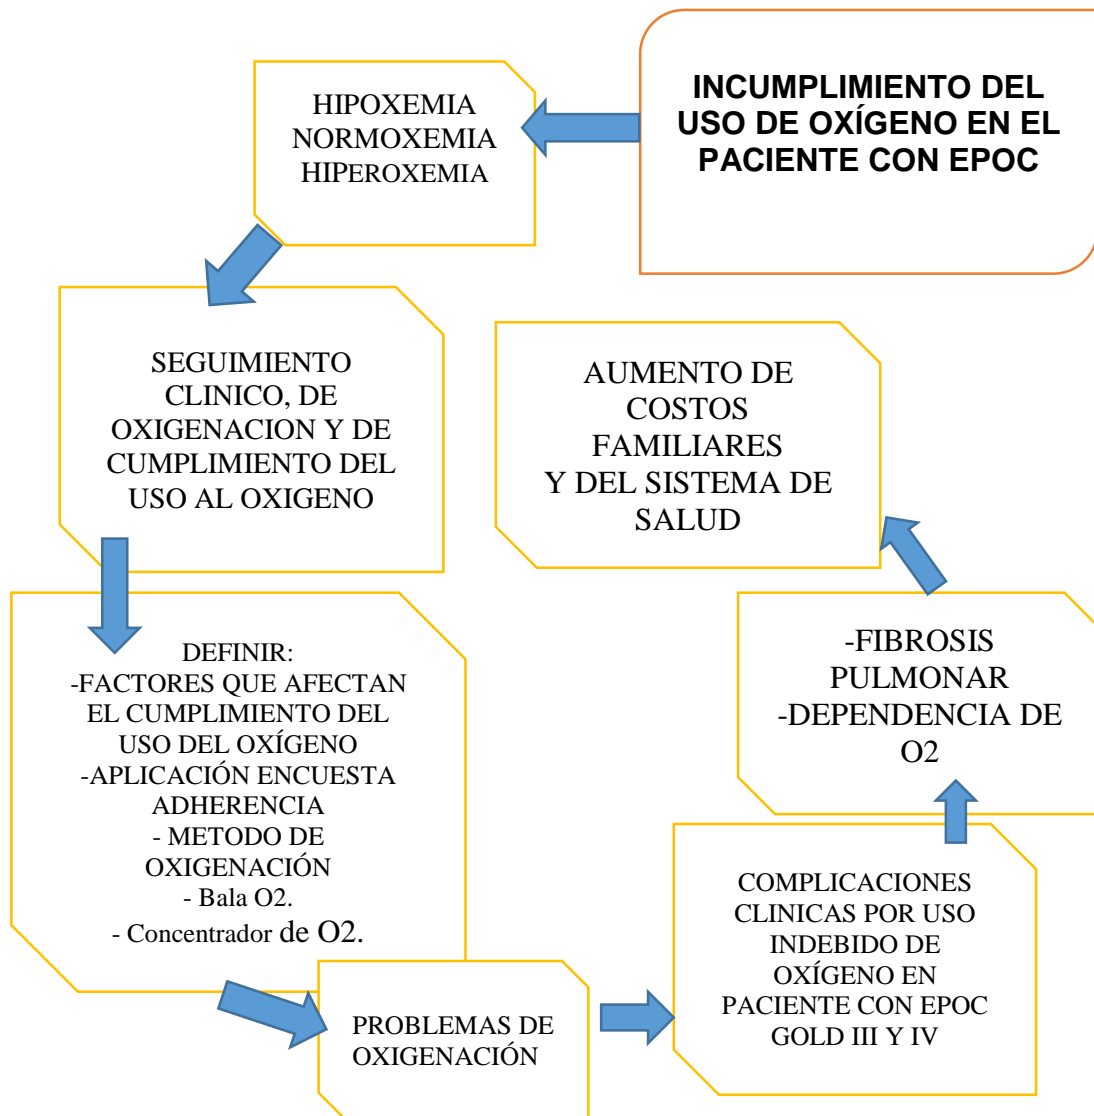 INCUMPLIMIENTO DEL
USO DE OXÍGENO EN EL
PACIENTE CON EPOC
HIPOXEMIA
NORMOXEMIA
HIPEROXEMIA
SEGUIMIENTO
CLINICO, DE
OXIGENACION Y DE
CUMPLIMIENTO DEL
USO AL OXIGENO
DEFINIR:
-FACTORES QUE AFECTAN
EL CUMPLIMIENTO DEL
USO DEL OXÍGENO
-APLICACIÓN ENCUESTA
ADHERENCIA
- METODO DE
OXIGENACIÓN
- Bala O2.
- Concentrador de O2.
PROBLEMAS DE
OXIGENACIÓN
COMPLICACIONES
CLINICAS POR USO
INDEBIDO DE
OXÍGENO EN
PACIENTE CON EPOC
GOLD III Y IV
-FIBROSIS
PULMONAR
-DEPENDENCIA DE
O2
AUMENTO DE
COSTOS
FAMILIARES
Y DEL SISTEMA DE
SALUD